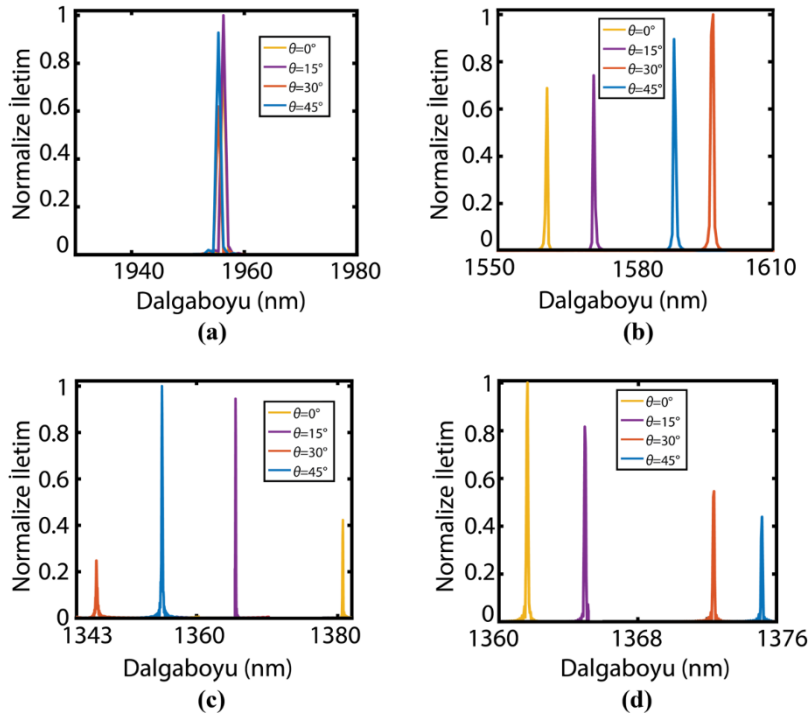 Normalize İletim
1
0.8
0.6
0.4
0.2
0
θ=0°
θ=15°
θ=30°
θ=45°
1940
1960
1980
Dalgaboyu (nm)
(a)
Normalize İletim
1
0.8
0.6
0.4
0.2
0
θ=0°
θ=15°
θ=30°
θ=45°
1550
1580
1610
Dalgaboyu (nm)
(b)
Normalize İletim
1
0.8
0.6
0.4
0.2
0
θ=0°
θ=15°
θ=30°
θ=45°
1343
1360
1380
Dalgaboyu (nm)
(c)
Normalize İletim
1
0.8
0.6
0.4
0.2
0
θ=0°
θ=15°
θ=30°
θ=45°
1360
1368
1376
Dalgaboyu (nm)
(d)